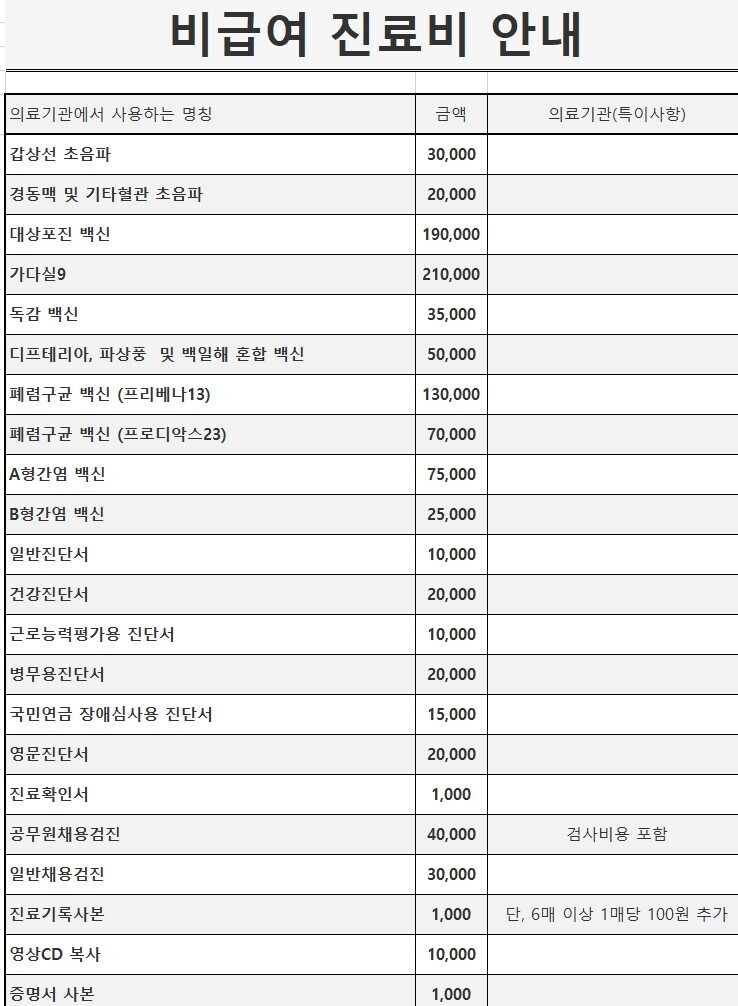 비급여 진료비 안내
의료기관에서 사용하는 명칭 금액 의료기관(특이사항)
갑상선 초음파 30,000
경동맥 및 기타혈관 초음파 20,000
대상포진 백신 190,000
가다실9 210,000
독감 백신 35,000
디프테리아, 파상풍 및 백일해 혼합 백신 50,000
폐렴구균 백신 (프리베나13) 130,000
폐렴구균 백신 (프로디악스23) 70,000
A형간염 백신 75,000
B형간염 백신 25,000
일반진단서 10,000
건강진단서 20,000
근로능력평가용 진단서 10,000
병무용진단서 20,000
국민연금 장애심사용 진단서 15,000
영문진단서 20,000
진료확인서 1,000
공무원채용검진 40,000 검사비용 포함
일반채용검진 30,000
진료기록사본 1,000 단, 6매 이상 1매당 100원 추가
영상CD 복사 10,000
증명서 사본 1,000